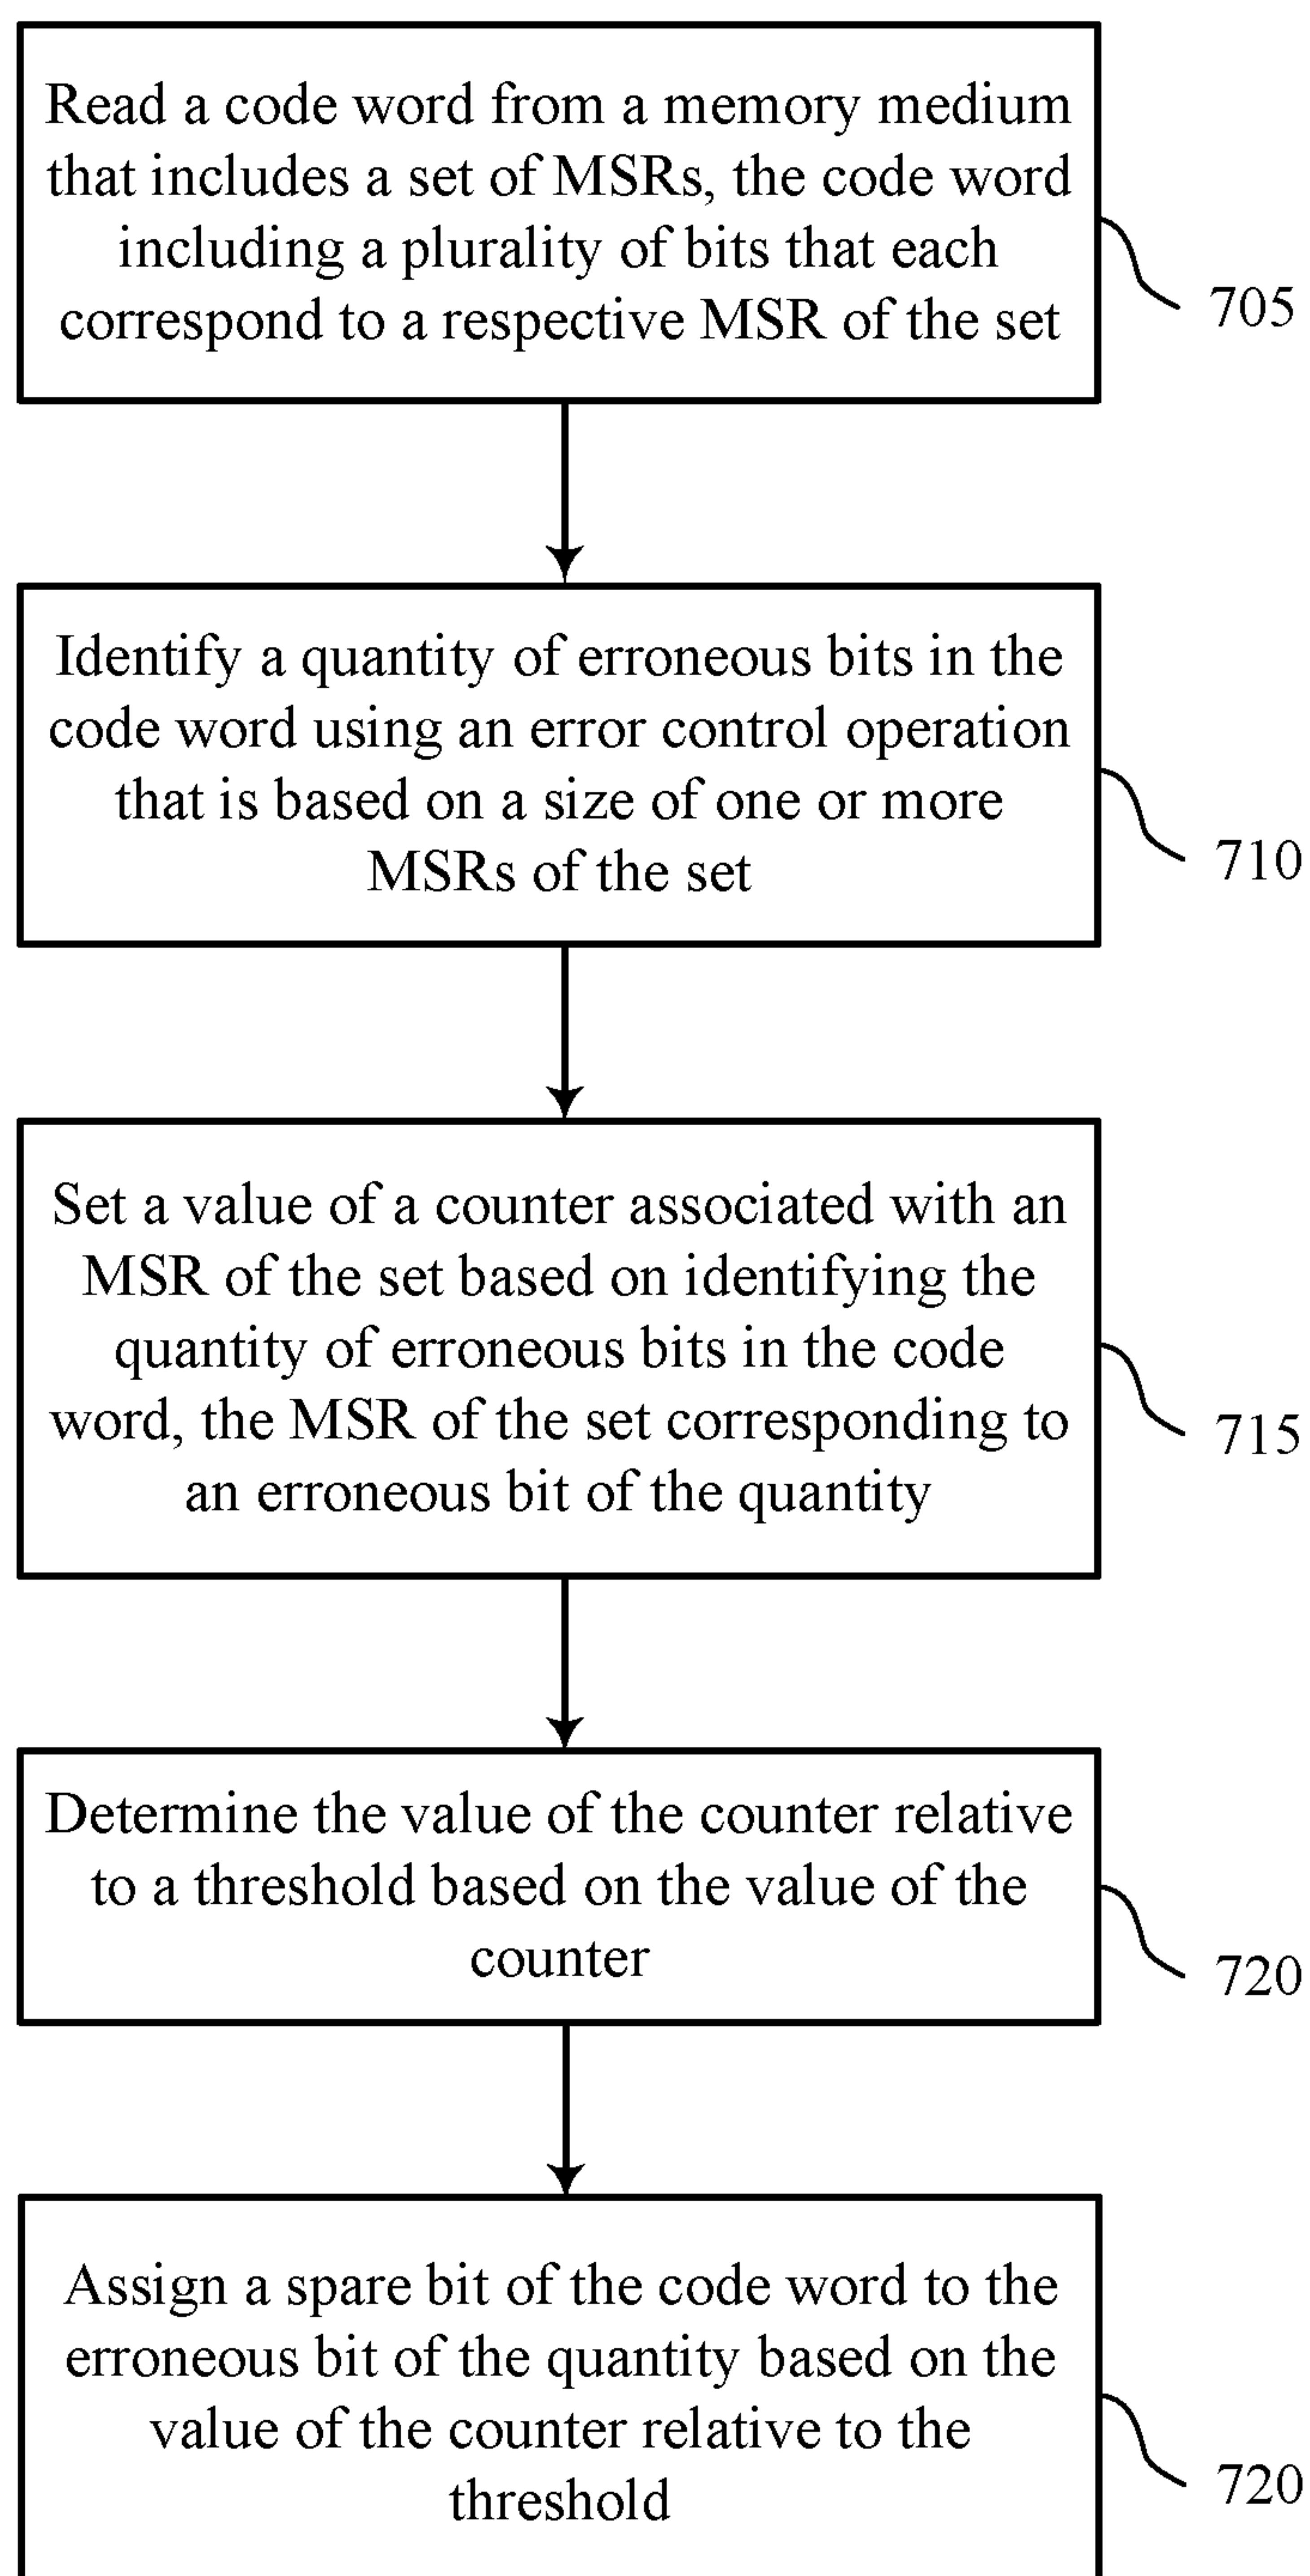 Read a code word from a memory medium
that includes a set of MSRs, the code word
including a plurality of bits that each
correspond to a respective MSR of the set
705
Identify a quantity of erroneous bits in the
code word using an error control operation
that is based on a size of one or more
MSRs of the set
710
Set a value of a counter associated with an
MSR of the set based on identifying the
quantity of erroneous bits in the code
word, the MSR of the set corresponding to
an erroneous bit of the quantity
715
Determine the value of the counter relative
to a threshold based on the value of the
counter
720
Assign a spare bit of the code word to the
erroneous bit of the quantity based on the
value of the counter relative to the
threshold
720